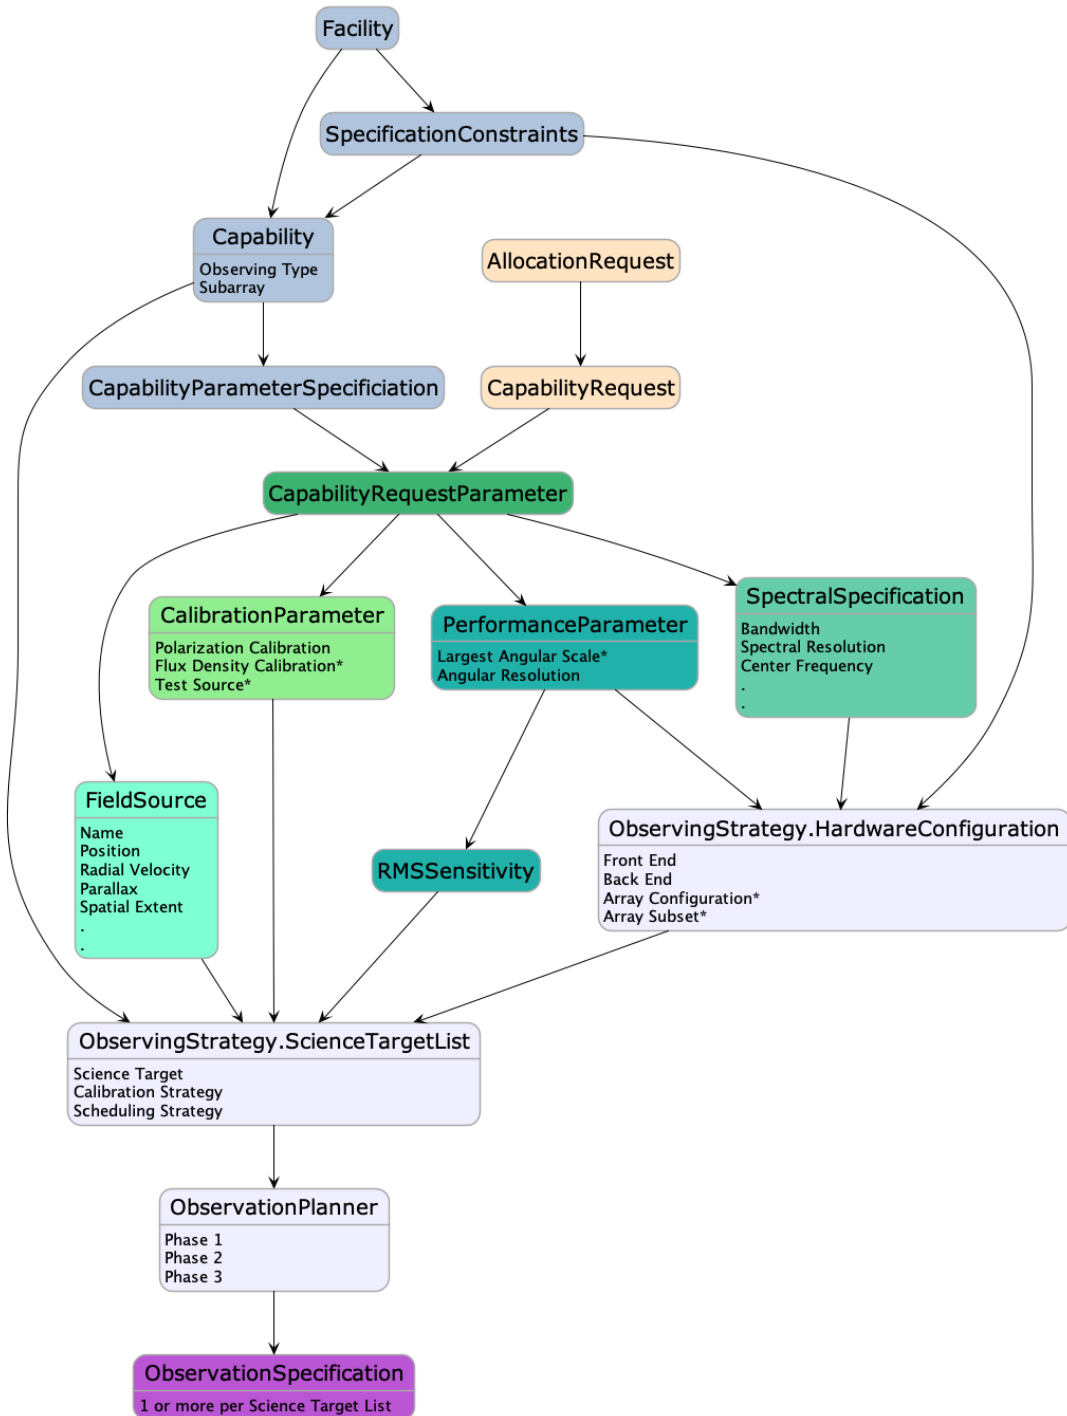 Facility
SpecificationConstraints
Capability
Observing Type
Subarray
AllocationRequest
CapabilityParameterSpecificiation
CapabilityRequest
CapabilityRequestParameter
CalibrationParameter
Polarization Calibration
Flux Density Calibration*
Test Source*
PerformanceParameter
Largest Angular Scale*
Angular Resolution
SpectralSpecification
Bandwidth
Spectral Resolution
Center Frequency
.
.
FieldSource
Name
Position
Radial Velocity
Parallax
Spatial Extent
.
.
RMSSensitivity
ObservingStrategy.HardwareConfiguration
Front End
Back End
Array Configuration*
Array Subset*
ObservingStrategy.ScienceTargetList
Science Target
Calibration Strategy
Scheduling Strategy
ObservationPlanner
Phase 1
Phase 2
Phase 3
ObservationSpecification
1 or more per Science Target List